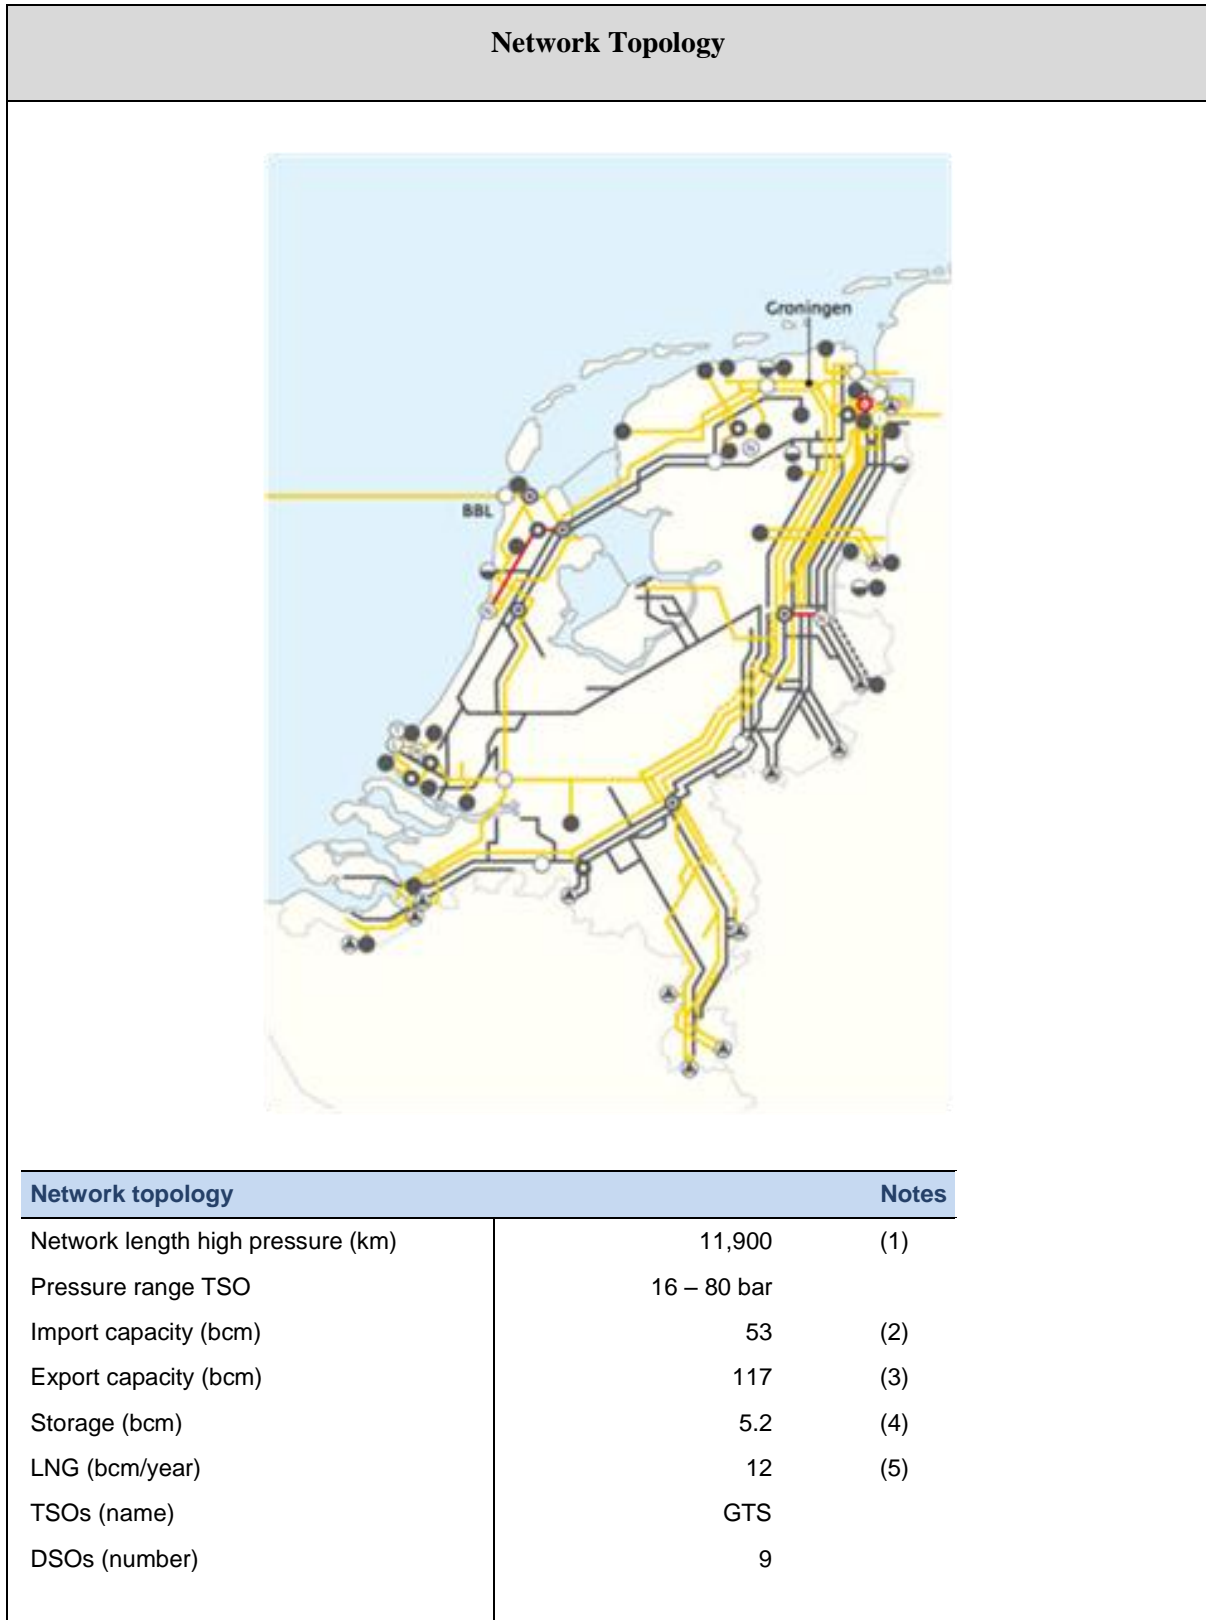 Network Topology
Groningen
BBL
Network topology Notes
Network length high pressure (km) 11,900 (1)
Pressure range TSO 16 – 80 bar
Import capacity (bcm) 53 (2)
Export capacity (bcm) 117 (3)
Storage (bcm) 5.2 (4)
LNG (bcm/year) 12 (5)
TSOs (name) GTS
DSOs (number) 9